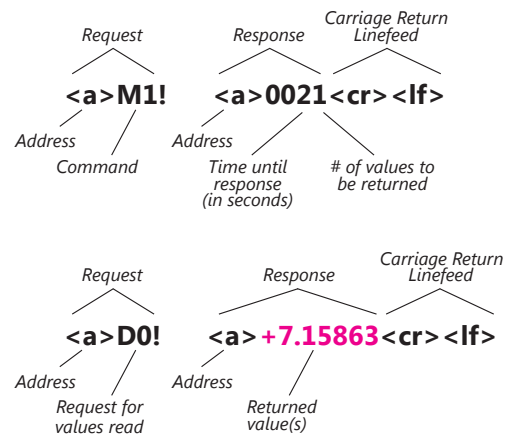 Request
Response
Carriage Return
Linefeed
<a>M1!
<a>0021<cr><lf>
Address
Command
Address
Time until
response
(in seconds)
# of values to
be returned
Request
Response
Carriage Return
Linefeed
<a>D0!
<a>+7.15863<cr><lf>
Address
Request for
values read
Address
Returned
value(s)